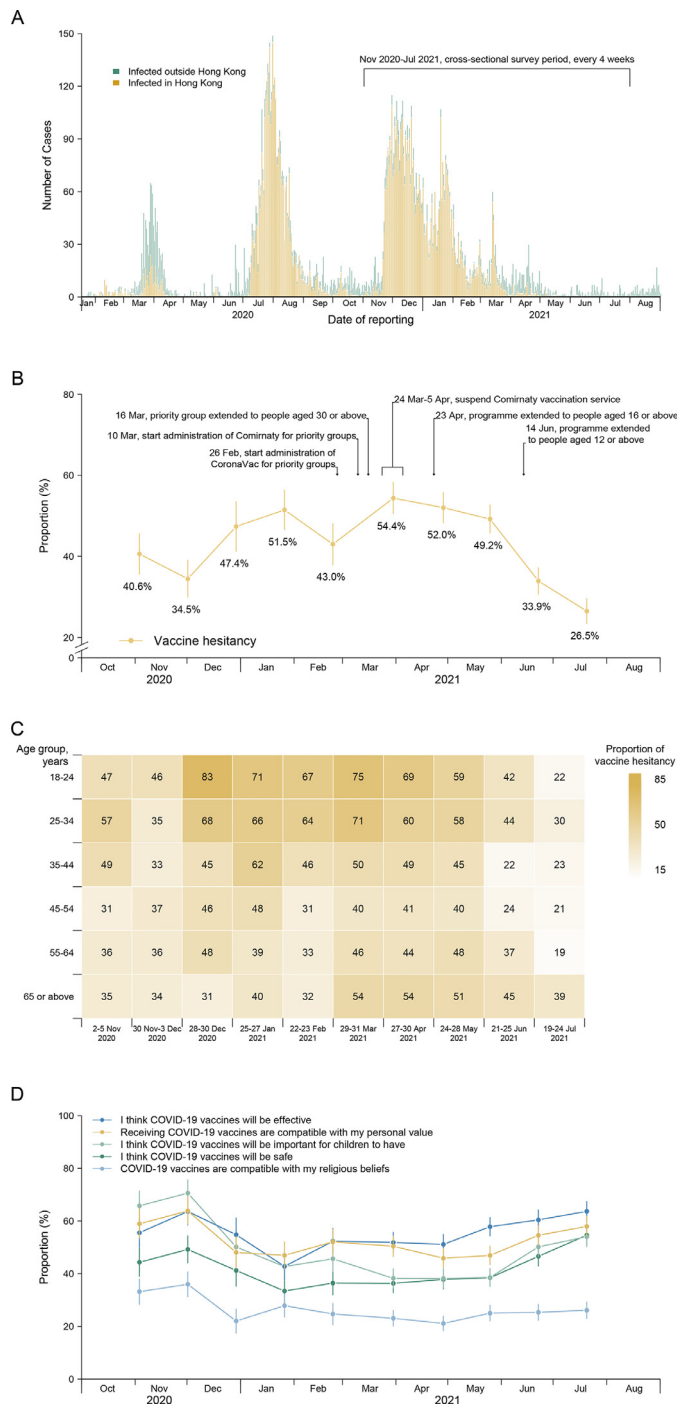 A
150
120
90
60
30
0
Number of Cases
Infected outside Hong Kong
Infected in Hong Kong
Nov 2020-Jul 2021, cross-sectional survey period, every 4 weeks
Jan Feb Mar Apr May Jun Jul Aug Sep Oct Nov Dec Jan Feb Mar Apr May Jun Jul Aug
2020 2021
Date of reporting
B
80
60
40
20
0
Proportion (%)
24 Mar-5 Apr, suspend Comirnaty vaccination service
16 Mar, priority group extended to people aged 30 or above
23 Apr, programme extended to people aged 16 or above
10 Mar, start administration of Comirnaty for priority groups
14 Jun, programme extended
to people aged 12 or above
26 Feb, start administration of
CoronaVac for priority groups
40.6% 34.5% 47.4% 51.5% 43.0% 54.4% 52.0% 49.2% 33.9% 26.5%
Vaccine hesitancy
Oct Nov Dec Jan Feb Mar Apr May Jun Jul Aug
2020 2021
C
Age group,
years
18-24 47 46 83 71 67 75 69 59 42 22
25-34 57 35 68 66 64 71 60 58 44 30
35-44 49 33 45 62 46 50 49 45 22 23
45-54 31 37 46 48 31 40 41 40 24 21
55-64 36 36 48 39 33 46 44 48 37 19
65 or above 35 34 31 40 32 54 54 51 45 39
2-5 Nov 30 Nov-3 Dec 28-30 Dec 25-27 Jan 22-23 Feb 29-31 Mar 27-30 Apr 24-28 May 21-25 Jun 19-24 Jul
2020 2020 2020 2021 2021 2021 2021 2021 2021 2021
Proportion of
vaccine hesitancy
85
50
15
D
100
80
60
40
20
0
Proportion (%)
I think COVID-19 vaccines will be effective
Receiving COVID-19 vaccines are compatible with my personal value
I think COVID-19 vaccines will be important for children to have
I think COVID-19 vaccines will be safe
COVID-19 vaccines are compatible with my religious beliefs
Oct Nov Dec Jan Feb Mar Apr May Jun Jul Aug
2020 2021